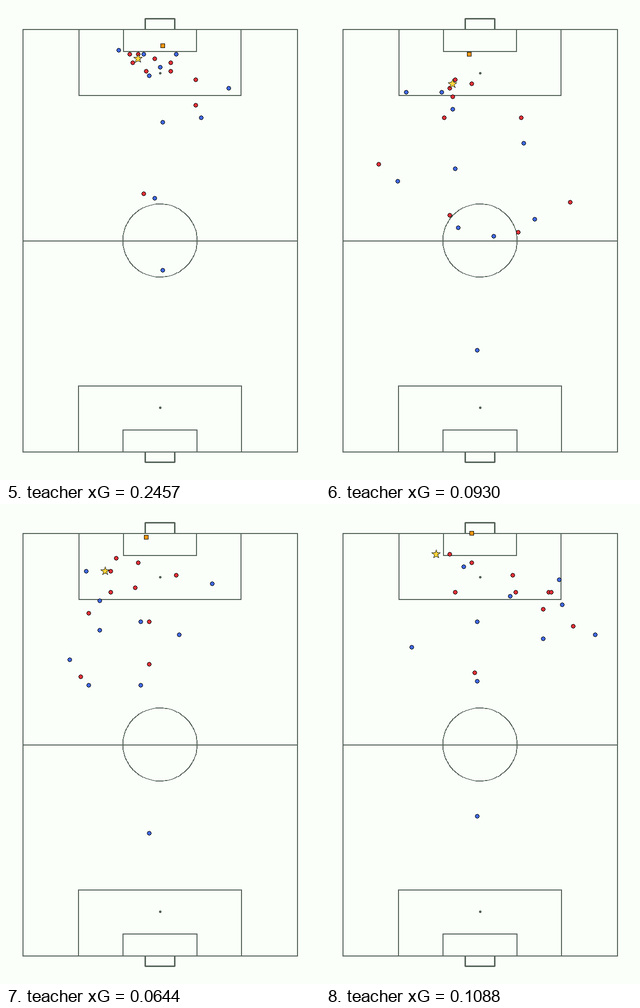 5. teacher xG = 0.2457
6. teacher xG = 0.0930
7. teacher xG = 0.0644
8. teacher xG = 0.1088